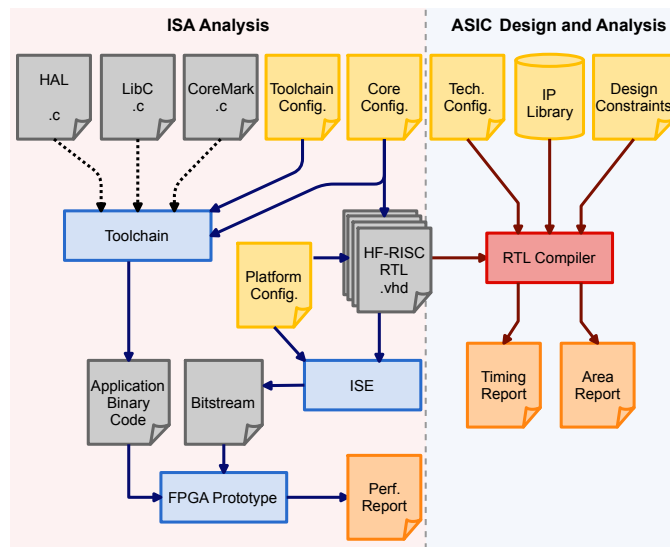 ISA Analysis
ASIC Design and Analysis
HAL
.c
LibC
.c
CoreMark
.c
Toolchain
Config.
Core
Config.
Tech.
Config.
IP
Library
Design
Constraints
Toolchain
Platform
Config.
HF-RISC
RTL
.vhd
RTL Compiler
Application
Binary
Code
Bitstream
ISE
Timing
Report
Area
Report
FPGA Prototype
Perf.
Report